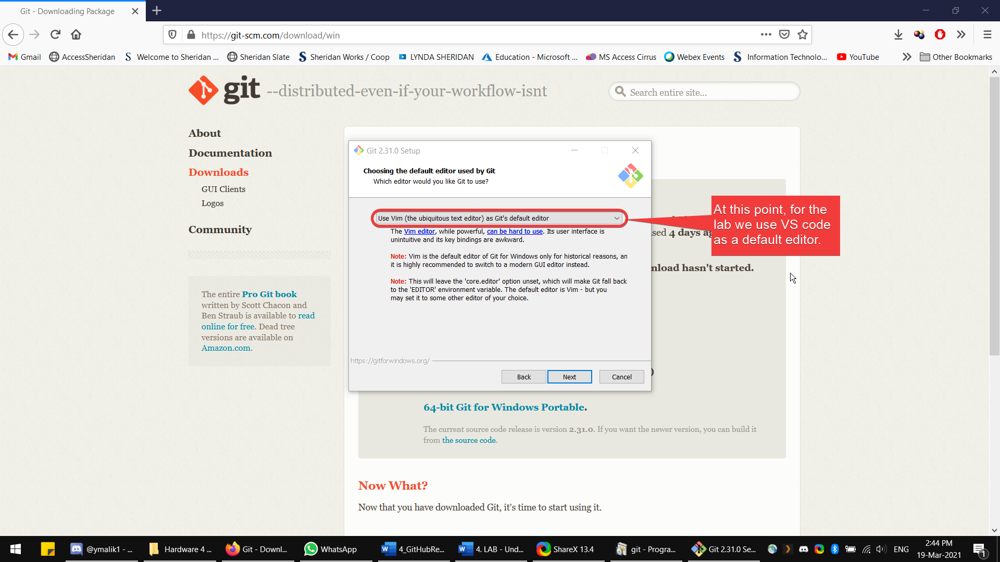 Git - Downloading Package
https://git-scm.com/download/win
Gmail
AccessSheridan
Welcome to Sheridan ...
Sheridan Slate
Sheridan Works / Coop
LYNDA SHERIDAN
Education - Microsoft ...
MS Access Cirrus
Webex Events
Information Technolo...
YouTube
Other Bookmarks
git --distributed-even-if-your-workflow-isnt
Search entire site...
About
Documentation
Downloads
GUI Clients
Logos
Community
The entire Pro Git book
written by Scott Chacon and
Ben Straub is available to read
online for free. Dead tree
versions are available on
Amazon.com.
Git 2.31.0 Setup
Choosing the default editor used by Git
Which editor would you like Git to use?
Use Vim (the ubiquitous text editor) as Git's default editor
The Vim editor, while powerful, can be hard to use. Its user interface is
unintuitive and its key bindings are awkward.
Note: Vim is the default editor of Git for Windows only for historical reasons, an
it is highly recommended to switch to a modern GUI editor instead.
Note: This will leave the 'core.editor' option unset, which will make Git fall back
to the 'EDITOR' environment variable. The default editor is Vim - but you
may set it to some other editor of your choice.
https://gitforwindows.org/
Back
Next
Cancel
At this point, for the
lab we use VS code
as a default editor.
sed 4 days ag
nload hasn't started.
64-bit Git for Windows Portable.
The current source code release is version 2.31.0. If you want the newer version, you can build it
from the source code.
Now What?
Now that you have downloaded Git, it's time to start using it.
@ymalik1 - ...
Hardware 4 ...
Git - Downl...
WhatsApp
4_GitHubRe...
4. LAB - Und...
ShareX 13.4
git - Progra...
Git 2.31.0 Se...
ENG
2:44 PM
19-Mar-2021
1